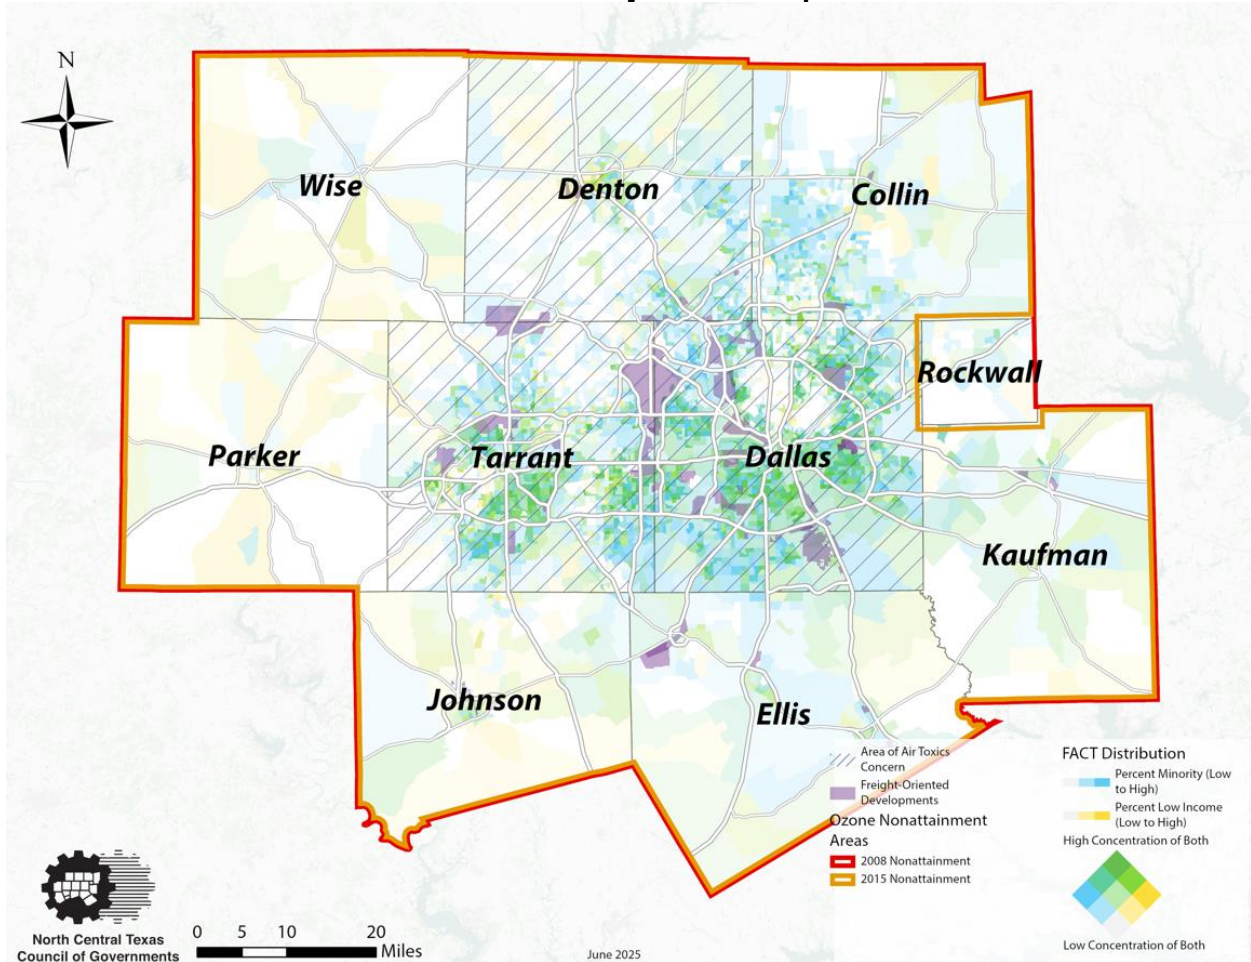 N
Wise
Denton
Collin
Rockwall
Parker
Tarrant
Dallas
Kaufman
Johnson
Ellis
Area of Air Toxics
Concern
Freight-Oriented
Developments
Ozone Nonattainment
Areas
2008 Nonattainment
2015 Nonattainment
FACT Distribution
Percent Minority (Low
to High)
Percent Low Income
(Low to High)
High Concentration of Both
Low Concentration of Both
North Central Texas
Council of Governments
0 5 10 20
Miles
June 2025